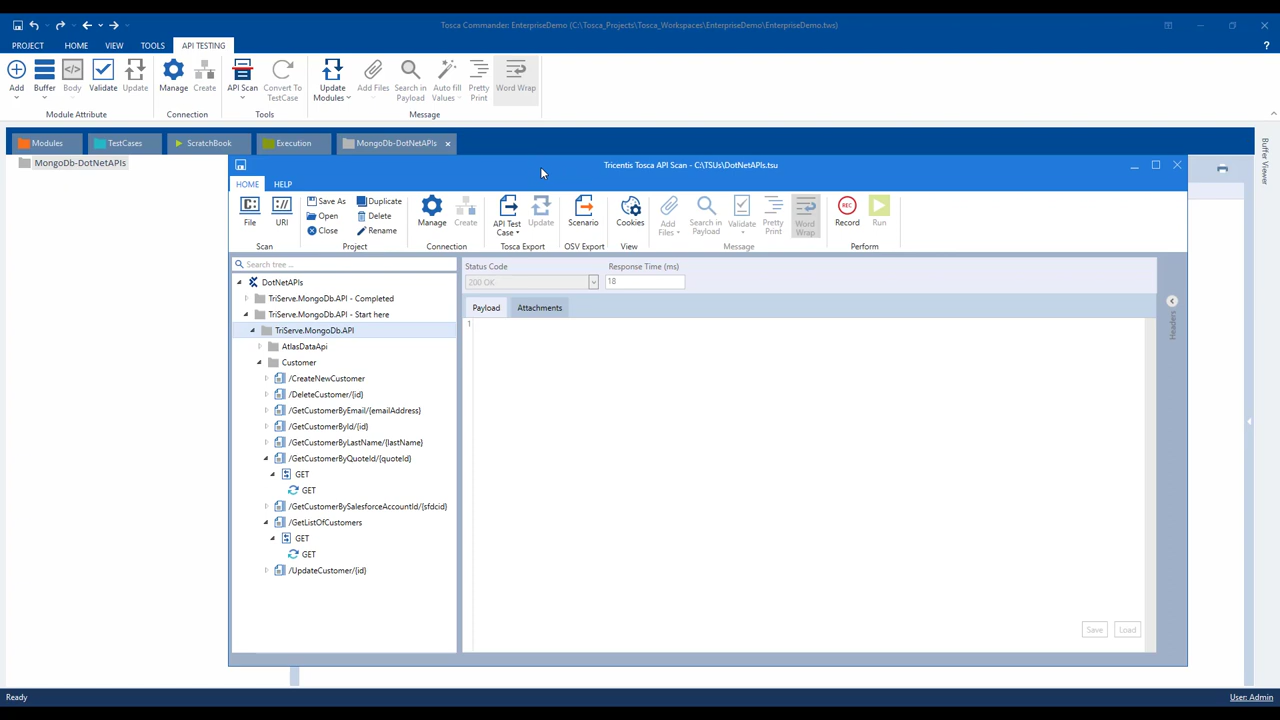 Tosca Commander: EnterpriseDemo (C:\Tosca_Projects\Tosca_Workspaces\EnterpriseDemo\EnterpriseDemo.tws)
PROJECT HOME VIEW TOOLS API TESTING ?
Add Buffer Body Validate Update Manage Create API Scan Convert To TestCase Update Modules Add Files Search in Payload Auto fill Values Pretty Print Word Wrap
Module Attribute Connection Tools Message
Modules TestCases ScratchBook Execution MongoDb-DotNetAPIs
Buffer Viewer
MongoDb-DotNetAPIs
Tricentis Tosca API Scan - C:\TSUs\DotNetAPIs.tsu
HOME HELP
File URI
Save As Duplicate
Open Delete
Close Rename
Manage Create API Test Case Update Scenario Cookies Add Files Search in Payload Validate Pretty Print Word Wrap Record Run
REC
Scan Project Connection Tosca Export OSV Export View Message Perform
Search tree ...
Status Code Response Time (ms)
200 OK 18
Payload Attachments
1
Headers
DotNetAPIs
TriServe.MongoDb.API - Completed
TriServe.MongoDb.API - Start here
TriServe.MongoDb.API
AtlasDataApi
Customer
/CreateNewCustomer
/DeleteCustomer/{id}
/GetCustomerByEmail/{emailAddress}
/GetCustomerById/{id}
/GetCustomerByLastName/{lastName}
/GetCustomerByQuoteId/{quoteId}
GET
GET
/GetCustomerBySalesforceAccountId/{sfdcid}
/GetListOfCustomers
GET
GET
/UpdateCustomer/{id}
Save Load
Ready User: Admin